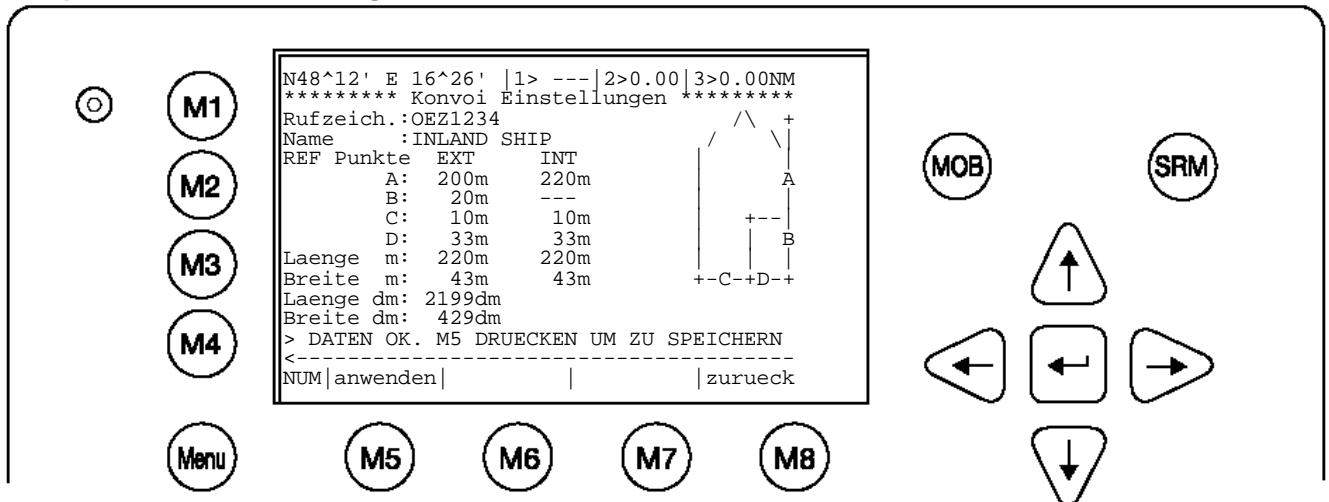 N48^12' E 16^26' |1> ---|2>0.00|3>0.00NM
********* Konvoi Einstellungen *********
Rufzeich.:OEZ1234 /\ +
Name :INLAND SHIP / \|
REF Punkte EXT INT | |
A: 200m 220m | A
B: 20m --- | |
C: 10m 10m | +--|
D: 33m 33m | | B
Laenge m: 220m 220m | | |
Breite m: 43m 43m +-C-+D-+
Laenge dm: 2199dm
Breite dm: 429dm
> DATEN OK. M5 DRUECKEN UM ZU SPEICHERN
<---------------------------------------
NUM|anwenden| | |zurueck
M1
M2
M3
M4
Menu
M5
M6
M7
M8
MOB
SRM